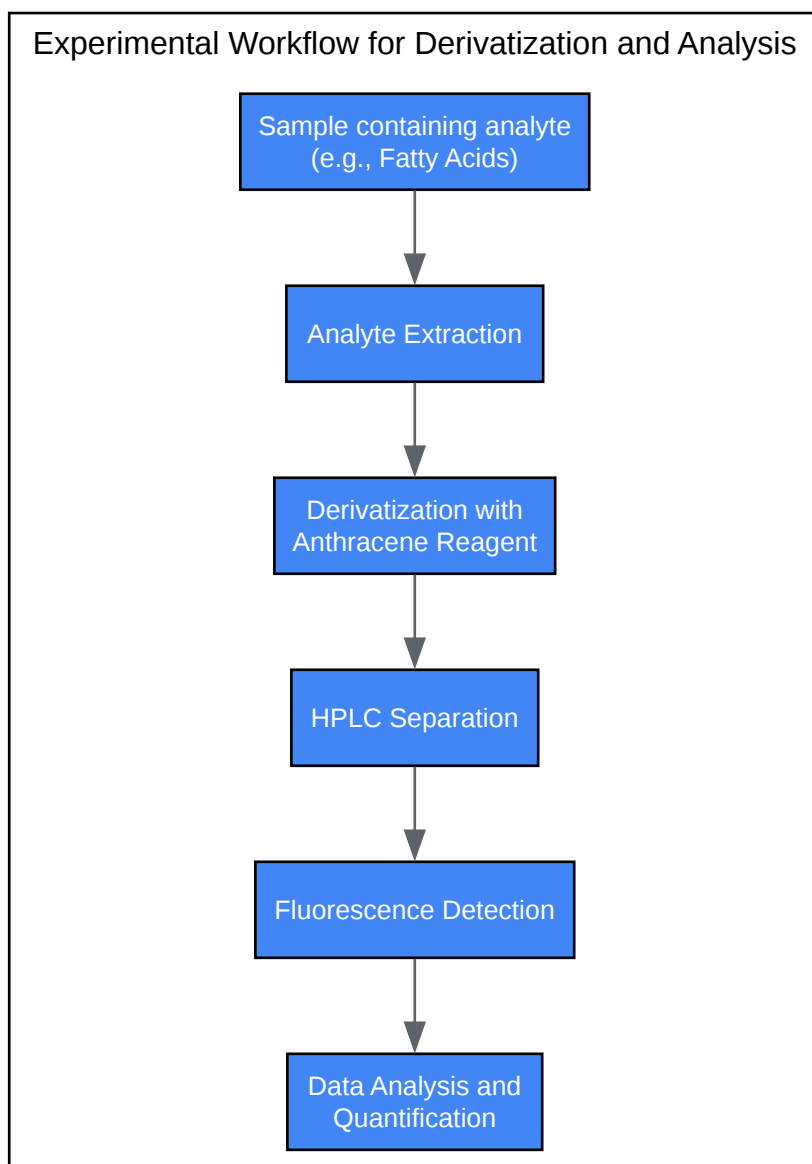 Experimental Workflow for Derivatization and Analysis
Sample containing analyte
(e.g., Fatty Acids)
Analyte Extraction
Derivatization with
Anthracene Reagent
HPLC Separation
Fluorescence Detection
Data Analysis and
Quantification